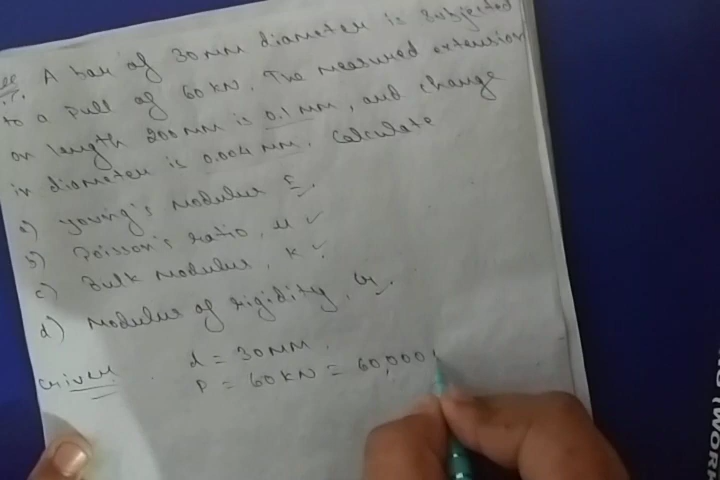 A bar of 30 mm diameter is subjected
to a pull of 60 kN. The measured extension
on length 200 mm is 0.1 mm, and change
in diameter is 0.004 mm. Calculate
a) Young's modulus E
b) Poisson's ratio, μ ✓
c) Bulk modulus, K ✓
d) Modulus of rigidity, G ✓.
Given d = 30 mm.
P = 60 kN = 60,000